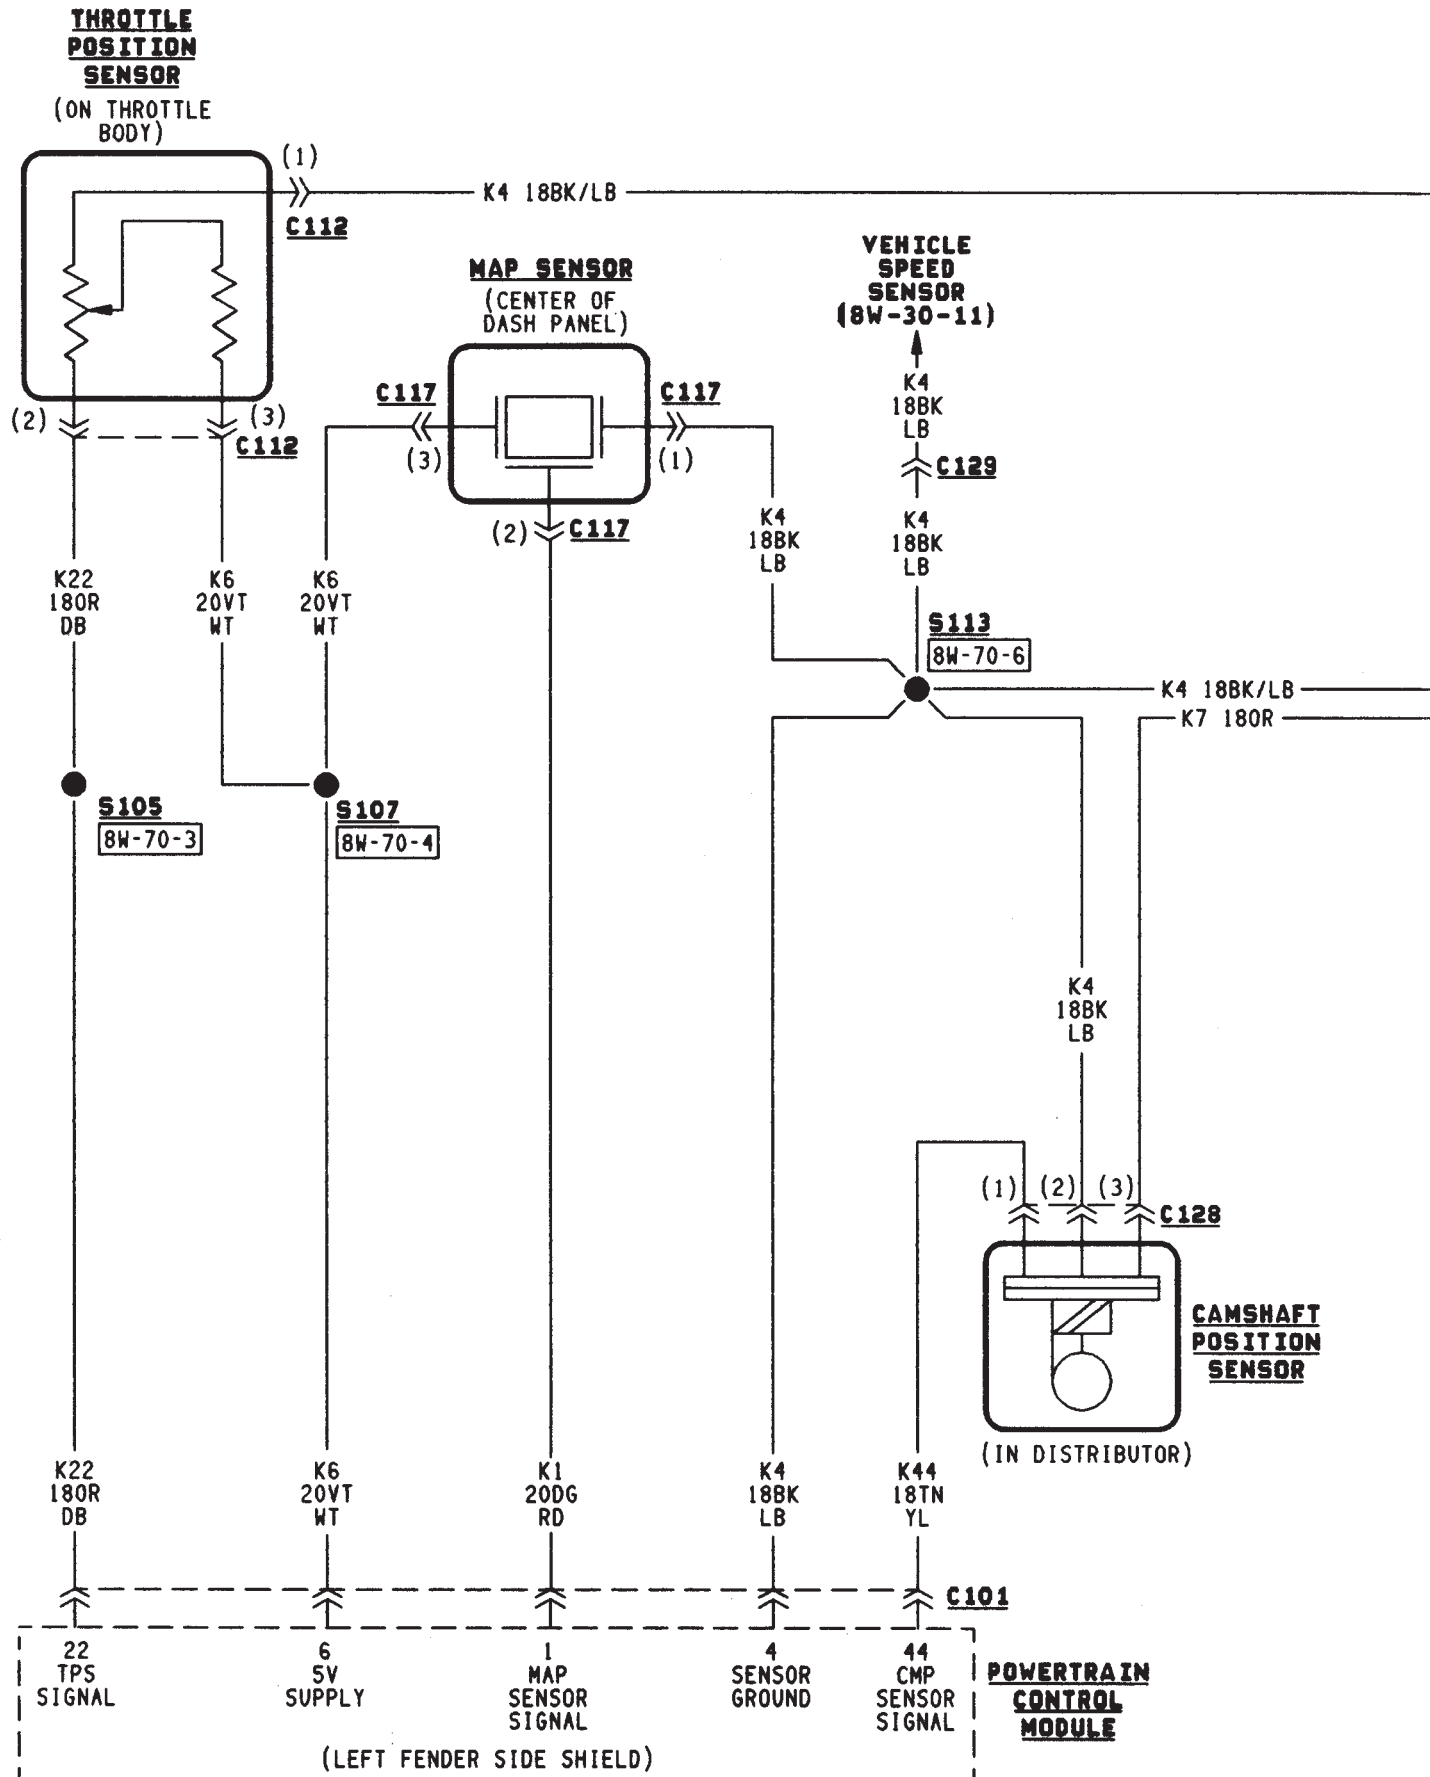 THROTTLE
POSITION
SENSOR
(ON THROTTLE
BODY)
(1)
K4 18BK/LB
C112
MAP SENSOR
(CENTER OF
DASH PANEL)
VEHICLE
SPEED
SENSOR
(8W-30-11)
(2)
(3)
C112
C117
C117
(3)
(1)
(2)
C117
K4
18BK
LB
C129
K4
18BK
LB
K4
18BK
LB
K22
18OR
DB
K6
20VT
WT
K6
20VT
WT
S113
8W-70-6
K4 18BK/LB
K7 18OR
S105
8W-70-3
S107
8W-70-4
K4
18BK
LB
(1)
(2)
(3)
C128
CAMSHAFT
POSITION
SENSOR
(IN DISTRIBUTOR)
K22
18OR
DB
K6
20VT
WT
K1
20DG
RD
K4
18BK
LB
K44
18TN
YL
C101
22
TPS
SIGNAL
6
5V
SUPPLY
1
MAP
SENSOR
SIGNAL
4
SENSOR
GROUND
44
CMP
SENSOR
SIGNAL
POWERTRAIN
CONTROL
MODULE
(LEFT FENDER SIDE SHIELD)